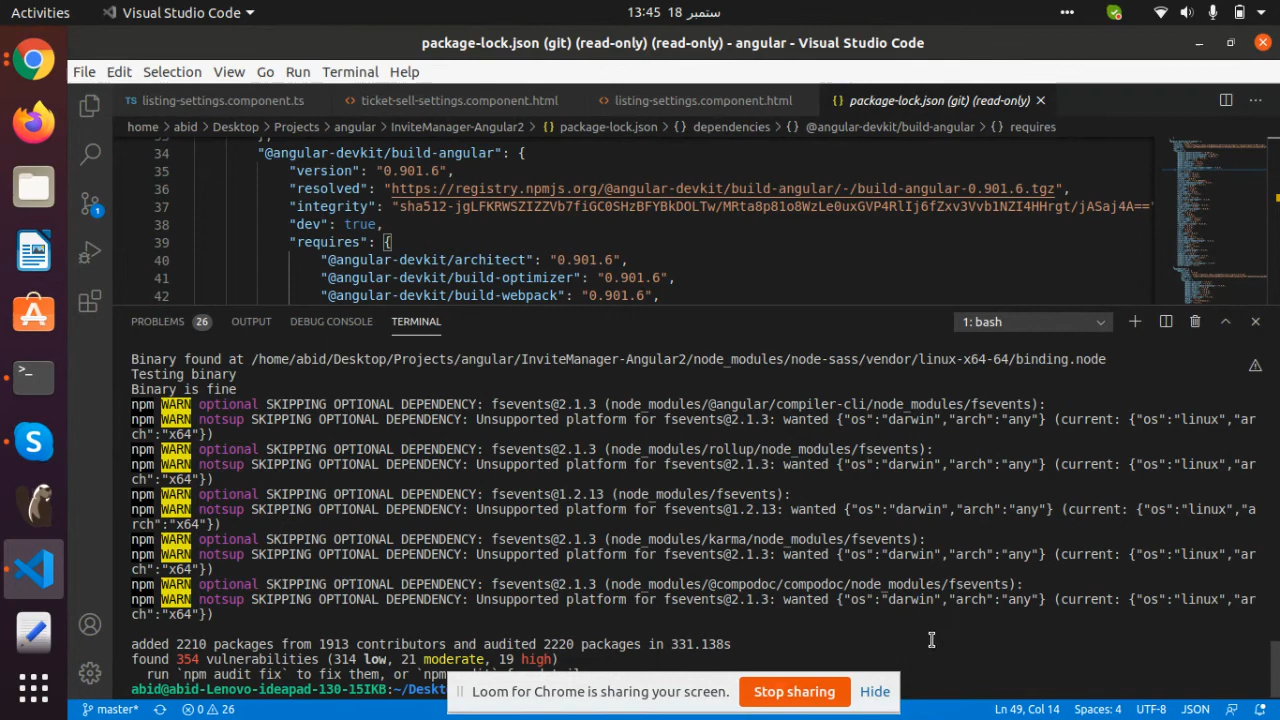 Activities
Visual Studio Code
13:45 18 ستمبر
package-lock.json (git) (read-only) (read-only) - angular - Visual Studio Code
File Edit Selection View Go Run Terminal Help
TS listing-settings.component.ts
ticket-sell-settings.component.html
listing-settings.component.html
{} package-lock.json (git) (read-only)
home abid Desktop Projects angular InviteManager-Angular2 {} package-lock.json {} dependencies {} @angular-devkit/build-angular {} requires
34 "@angular-devkit/build-angular": {
35 "version": "0.901.6",
36 "resolved": "https://registry.npmjs.org/@angular-devkit/build-angular/-/build-angular-0.901.6.tgz",
37 "integrity": "sha512-jgLFKRWSZIZZVb7fiGC0SHzBFYBkDOLTw/MRta8p81o8WzLe0uxGVP4RlIj6fZxv3Vvb1NZI4HHrgt/jASaj4A=="
38 "dev": true,
39 "requires": {
40 "@angular-devkit/architect": "0.901.6",
41 "@angular-devkit/build-optimizer": "0.901.6",
42 "@angular-devkit/build-webpack": "0.901.6",
PROBLEMS 26 OUTPUT DEBUG CONSOLE TERMINAL
1: bash
Binary found at /home/abid/Desktop/Projects/angular/InviteManager-Angular2/node_modules/node-sass/vendor/linux-x64-64/binding.node
Testing binary
Binary is fine
npm WARN optional SKIPPING OPTIONAL DEPENDENCY: fsevents@2.1.3 (node_modules/@angular/compiler-cli/node_modules/fsevents):
npm WARN notsup SKIPPING OPTIONAL DEPENDENCY: Unsupported platform for fsevents@2.1.3: wanted {"os":"darwin","arch":"any"} (current: {"os":"linux","ar
ch":"x64"})
npm WARN optional SKIPPING OPTIONAL DEPENDENCY: fsevents@2.1.3 (node_modules/rollup/node_modules/fsevents):
npm WARN notsup SKIPPING OPTIONAL DEPENDENCY: Unsupported platform for fsevents@2.1.3: wanted {"os":"darwin","arch":"any"} (current: {"os":"linux","ar
ch":"x64"})
npm WARN optional SKIPPING OPTIONAL DEPENDENCY: fsevents@1.2.13 (node_modules/fsevents):
npm WARN notsup SKIPPING OPTIONAL DEPENDENCY: Unsupported platform for fsevents@1.2.13: wanted {"os":"darwin","arch":"any"} (current: {"os":"linux","a
rch":"x64"})
npm WARN optional SKIPPING OPTIONAL DEPENDENCY: fsevents@2.1.3 (node_modules/karma/node_modules/fsevents):
npm WARN notsup SKIPPING OPTIONAL DEPENDENCY: Unsupported platform for fsevents@2.1.3: wanted {"os":"darwin","arch":"any"} (current: {"os":"linux","ar
ch":"x64"})
npm WARN optional SKIPPING OPTIONAL DEPENDENCY: fsevents@2.1.3 (node_modules/@compodoc/compodoc/node_modules/fsevents):
npm WARN notsup SKIPPING OPTIONAL DEPENDENCY: Unsupported platform for fsevents@2.1.3: wanted {"os":"darwin","arch":"any"} (current: {"os":"linux","ar
ch":"x64"})
added 2210 packages from 1913 contributors and audited 2220 packages in 331.138s
found 354 vulnerabilities (314 low, 21 moderate, 19 high)
run `npm audit fix` to fix them, or
abid@abid-Lenovo-ideapad-130-15IKB:~/Deskt
Loom for Chrome is sharing your screen. Stop sharing Hide
master* 0 26 Ln 49, Col 14 Spaces: 4 UTF-8 JSON